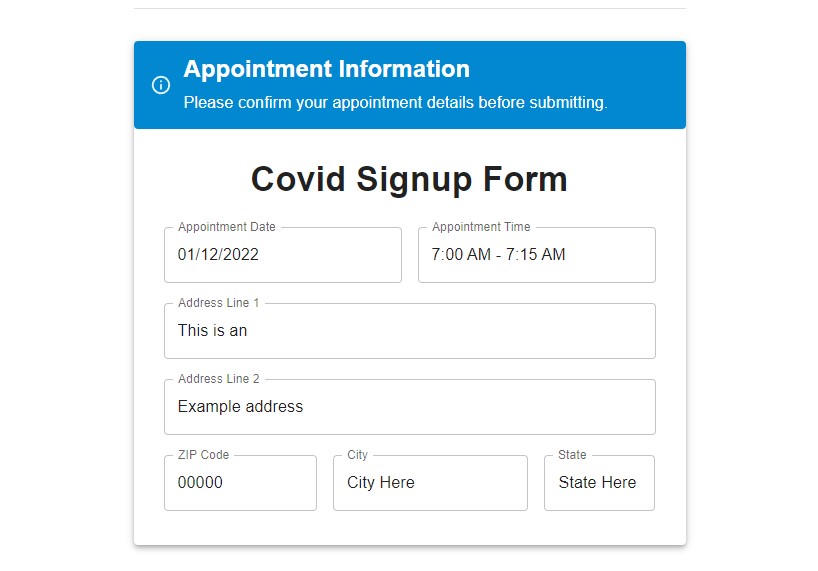 Appointment Information
Please confirm your appointment details before submitting.
Covid Signup Form
Appointment Date
01/12/2022
Appointment Time
7:00 AM - 7:15 AM
Address Line 1
This is an
Address Line 2
Example address
ZIP Code
00000
City
City Here
State
State Here